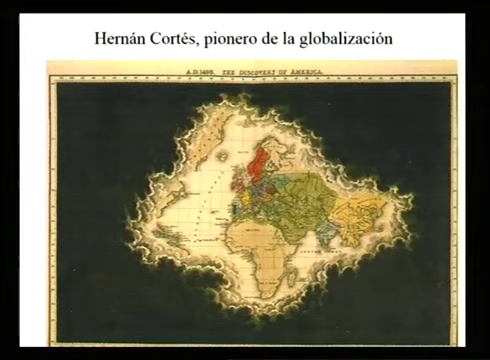 Hernán Cortés, pionero de la globalización
A.D. 1498. THE DISCOVERY OF AMERICA.